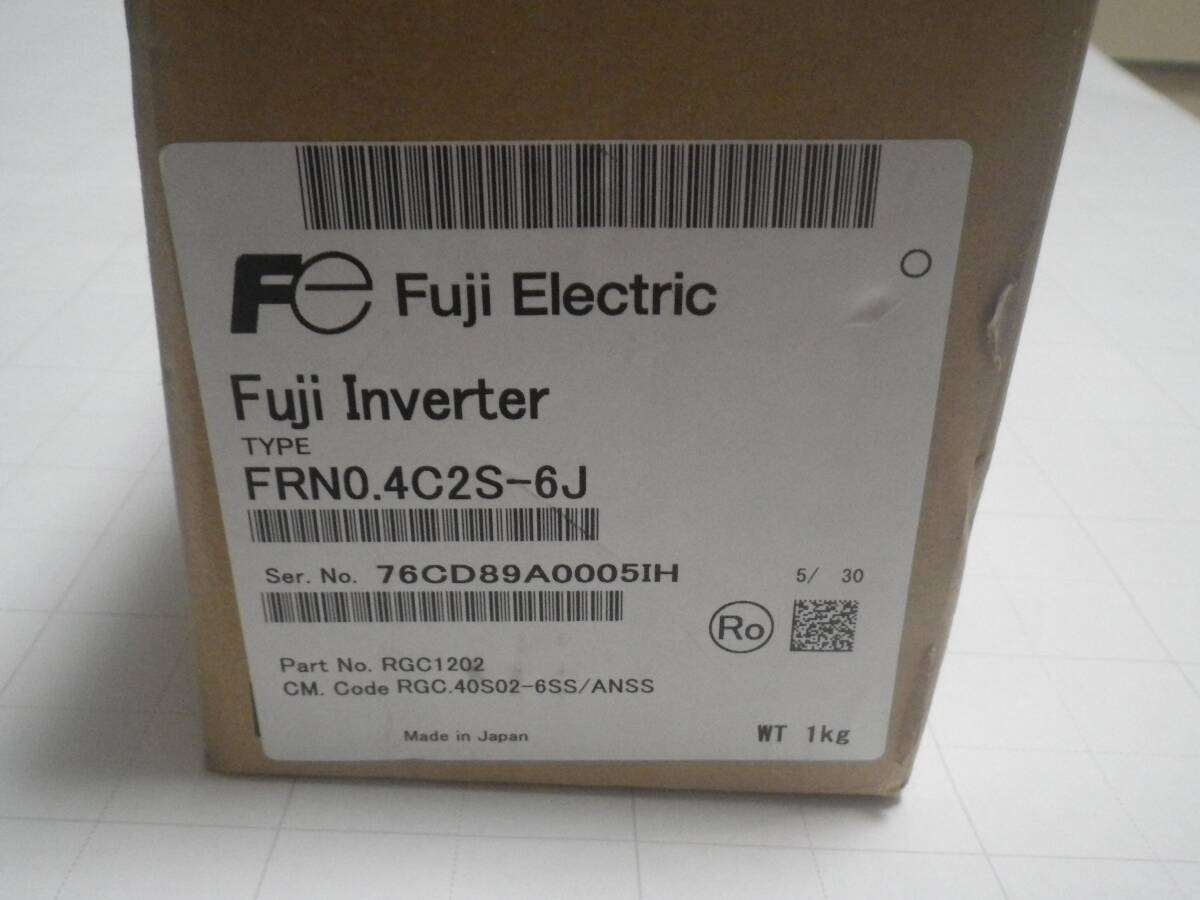 Fe Fuji Electric
Fuji Inverter
TYPE
FRN0.4C2S-6J
Ser. No. 76CD89A0005IH
5/ 30
Ro
Part No. RGC1202
CM. Code RGC.40S02-6SS/ANSS
Made in Japan
WT 1kg